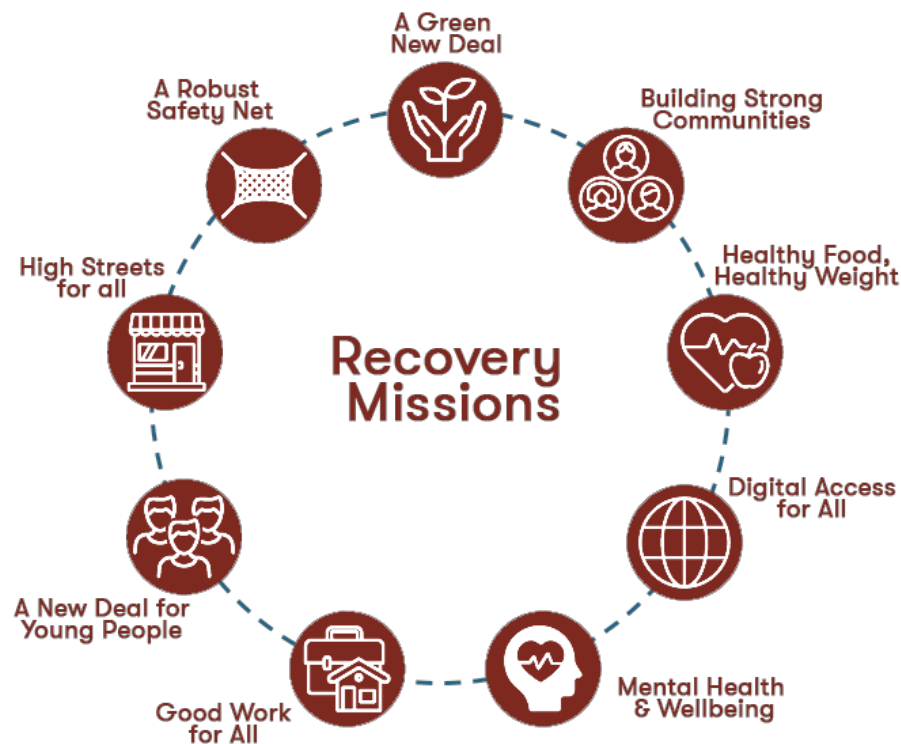 A Green
New Deal
Building Strong
Communities
Healthy Food,
Healthy Weight
Digital Access
for All
Mental Health
& Wellbeing
Good Work
for All
A New Deal for
Young People
High Streets
for all
A Robust
Safety Net
Recovery
Missions